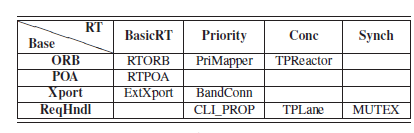 RT BasicRT Priority Conc Synch
Base
ORB RTORB PriMapper TPReactor
POA RTPOA
Xport ExtXport BandConn
ReqHndl CLI_PROP TPLane MUTEX